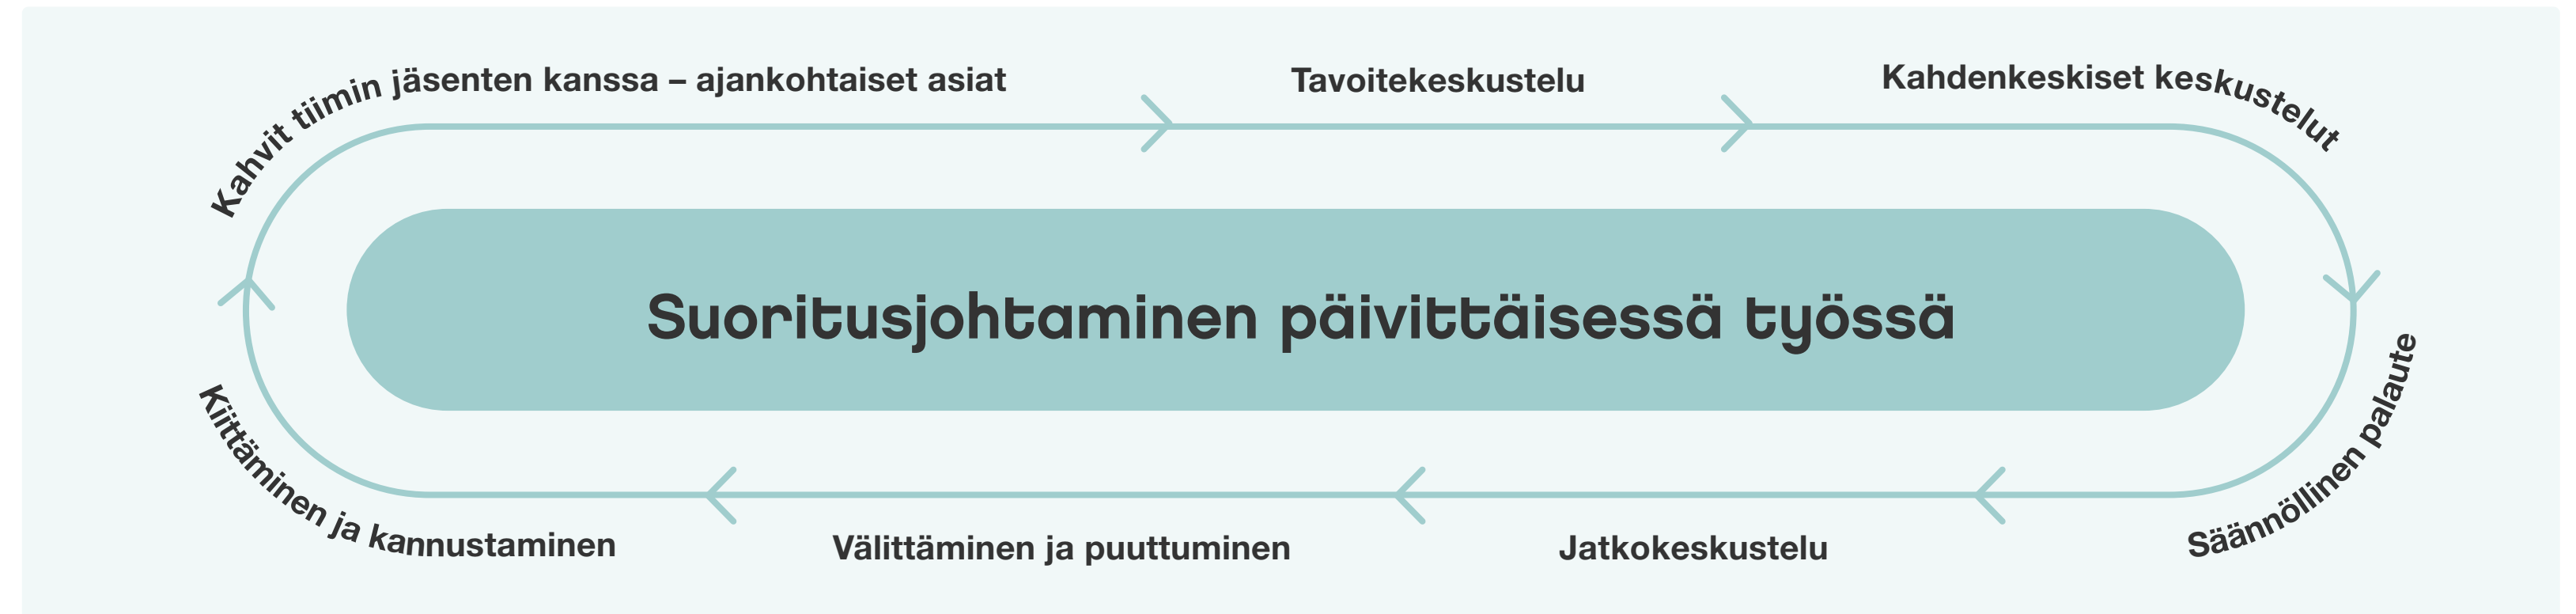 Kahvit tiimin jäsenten kanssa – ajankohtaiset asiat
Tavoitekeskustelu
Kahdenkeskiset keskustelut
Suoritusjohtaminen päivittäisessä työssä
Säännöllinen palaute
Jatkokeskustelu
Välittäminen ja puuttuminen
Kiittäminen ja kannustaminen